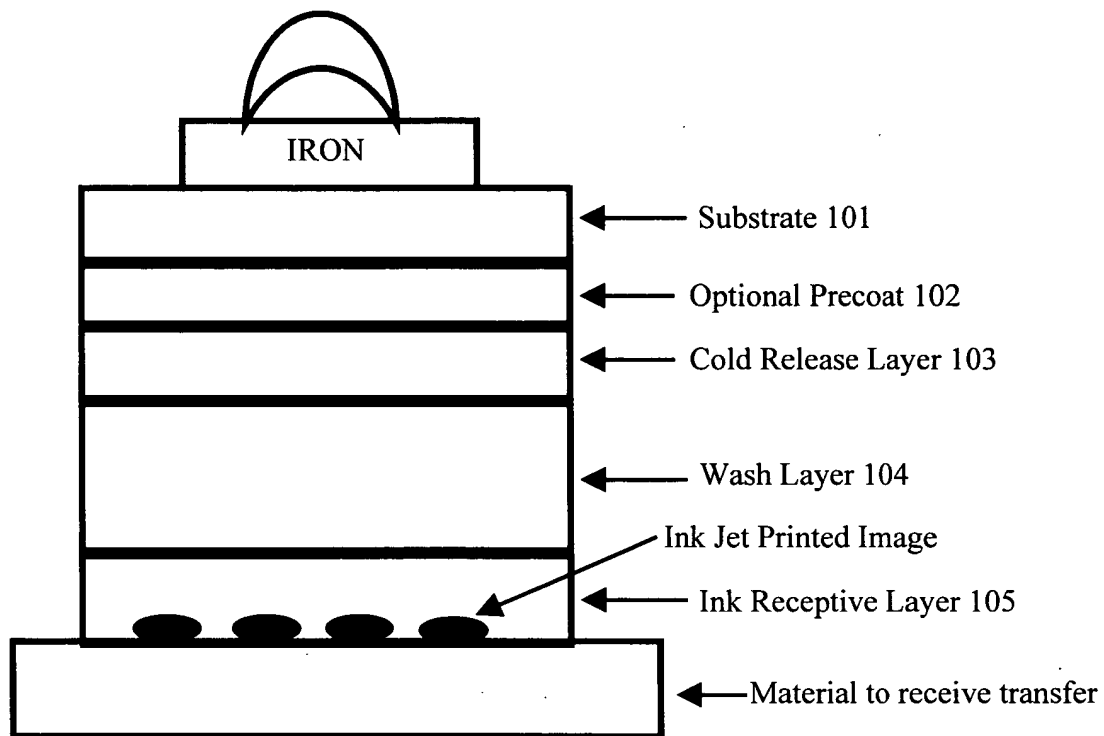 IRON
Substrate 101
Optional Precoat 102
Cold Release Layer 103
Wash Layer 104
Ink Jet Printed Image
Ink Receptive Layer 105
Material to receive transfer